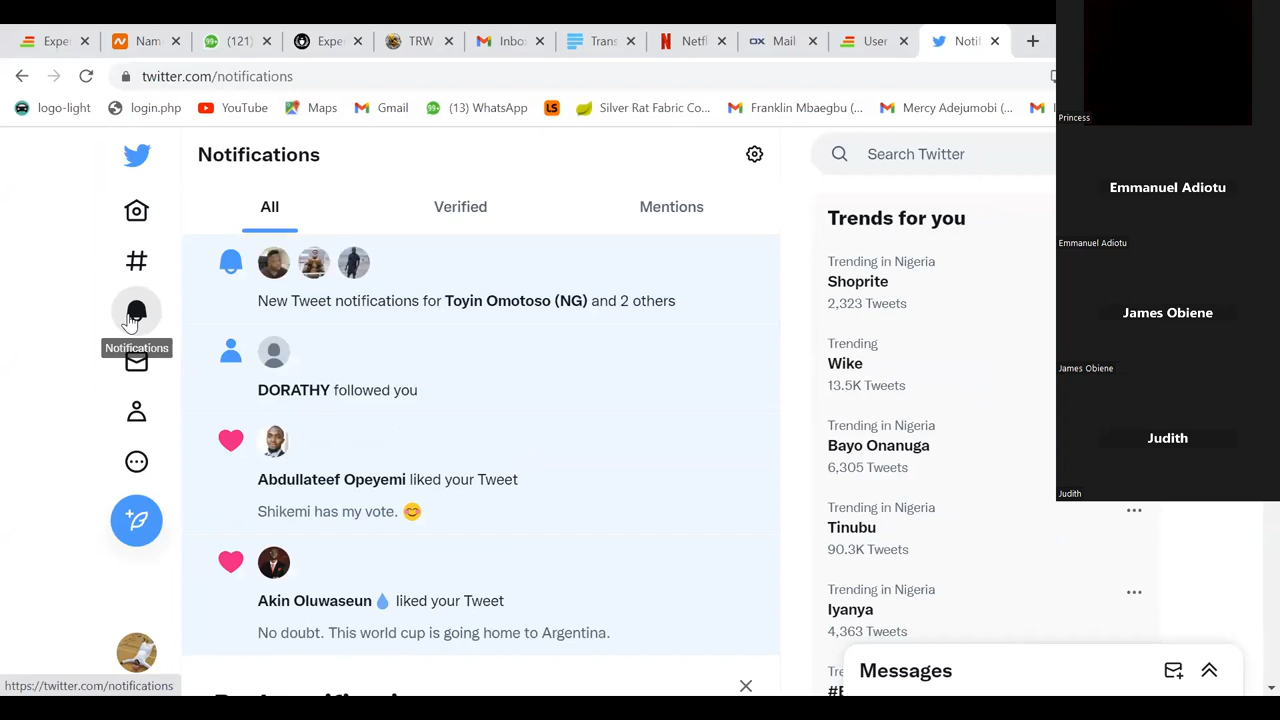 Expe
Nam
99+ (121)
Expe
TRW
Inbo
Trans
Netf
OX Mail
User
Notif
twitter.com/notifications
logo-light
login.php
YouTube
Maps
Gmail
99+ (13) WhatsApp
LS
Silver Rat Fabric Co...
Franklin Mbaegbu (...
Mercy Adejumobi (...
Notifications
All
Verified
Mentions
New Tweet notifications for Toyin Omotoso (NG) and 2 others
DORATHY followed you
Abdullateef Opeyemi liked your Tweet
Shikemi has my vote. 😊
Akin Oluwaseun 💧 liked your Tweet
No doubt. This world cup is going home to Argentina.
Notifications
https://twitter.com/notifications
Search Twitter
Trends for you
Trending in Nigeria
Shoprite
2,323 Tweets
Trending
Wike
13.5K Tweets
Trending in Nigeria
Bayo Onanuga
6,305 Tweets
Trending in Nigeria
Tinubu
90.3K Tweets
Trending in Nigeria
Iyanya
4,363 Tweets
Messages
Princess
Emmanuel Adiotu
Emmanuel Adiotu
James Obiene
James Obiene
Judith
Judith